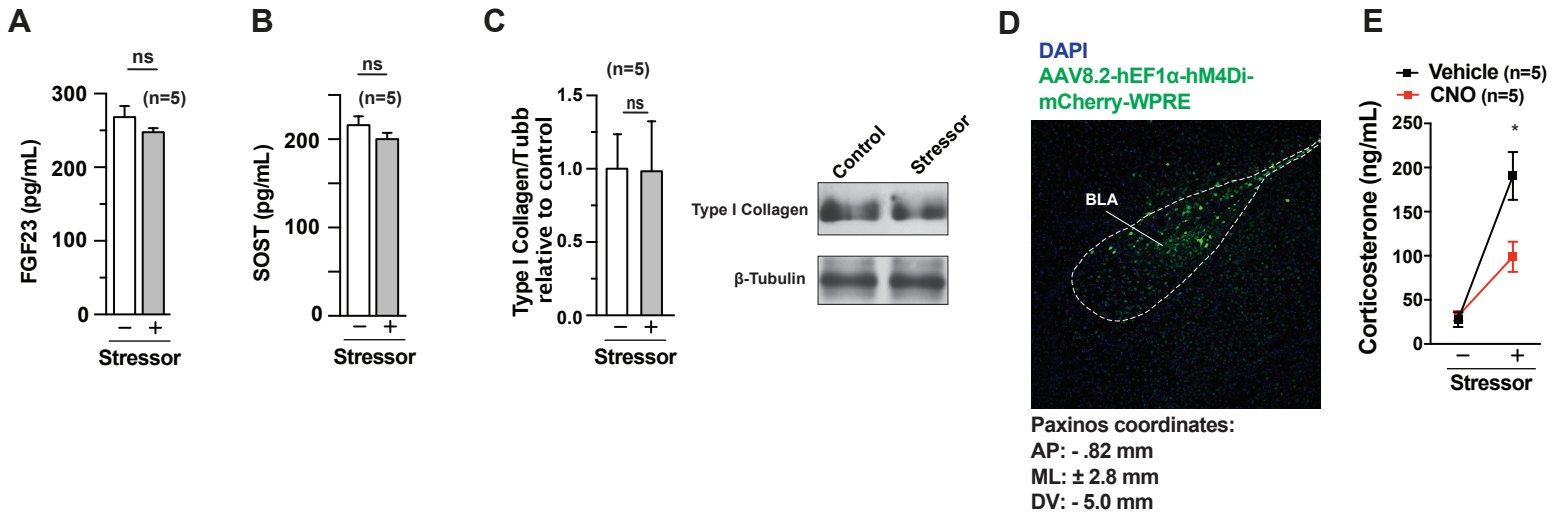 A
ns
(n=5)
FGF23 (pg/mL)
300
200
100
0
− +
Stressor
B
ns
(n=5)
SOST (pg/mL)
200
100
0
− +
Stressor
C
(n=5)
ns
Type I Collagen/Tubb
relative to control
1.5
1.0
0.5
0.0
− +
Stressor
Control Stressor
Type I Collagen
β-Tubulin
D
DAPI
AAV8.2-hEF1α-hM4Di-
mCherry-WPRE
BLA
Paxinos coordinates:
AP: - .82 mm
ML: ± 2.8 mm
DV: - 5.0 mm
E
Vehicle (n=5)
CNO (n=5)
Corticosterone (ng/mL)
250
200
150
100
50
0
*
− +
Stressor